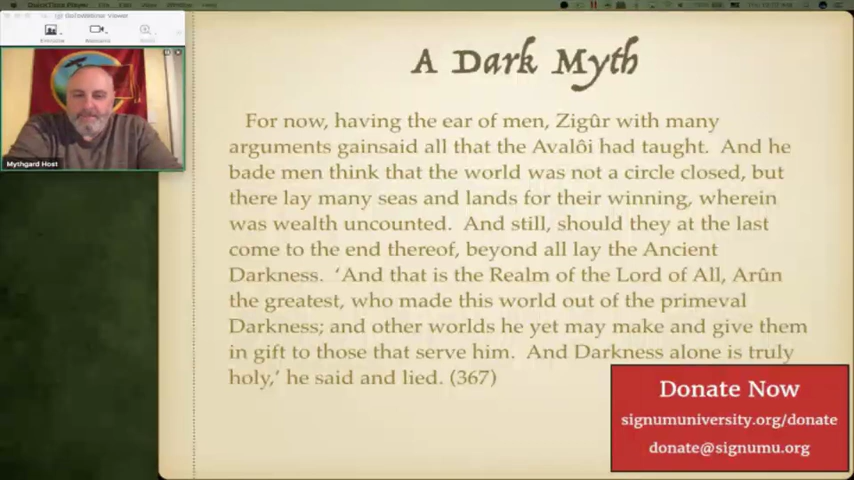 GoToWebinar Viewer
Mythgard Host
A Dark Myth
For now, having the ear of men, Zigûr with many
arguments gainsaid all that the Avalôi had taught. And he
bade men think that the world was not a circle closed, but
there lay many seas and lands for their winning, wherein
was wealth uncounted. And still, should they at the last
come to the end thereof, beyond all lay the Ancient
Darkness. ‘And that is the Realm of the Lord of All, Arûn
the greatest, who made this world out of the primeval
Darkness; and other worlds he yet may make and give them
in gift to those that serve him. And Darkness alone is truly
holy,’ he said and lied. (367)
Donate Now
signumuniversity.org/donate
donate@signumu.org